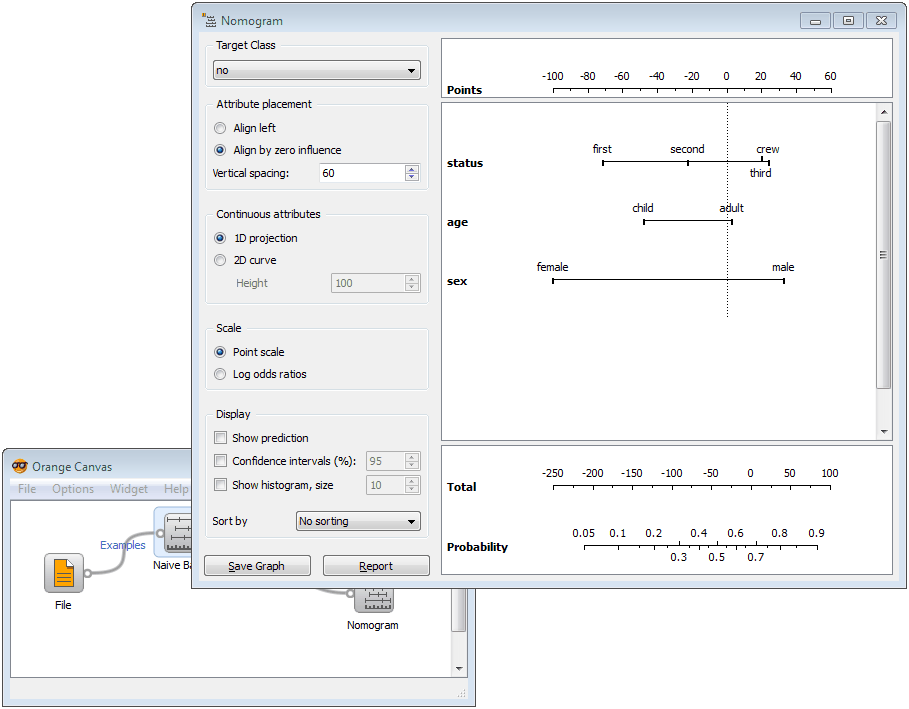 Nomogram
Target Class
no
Attribute placement
Align left
Align by zero influence
Vertical spacing: 60
Continuous attributes
1D projection
2D curve
Height 100
Scale
Point scale
Log odds ratios
Display
Show prediction
Confidence intervals (%): 95
Show histogram, size 10
Sort by No sorting
Save Graph Report
-100 -80 -60 -40 -20 0 20 40 60
Points
first second crew
status
third
child adult
age
female male
sex
-250 -200 -150 -100 -50 0 50 100
Total
0.05 0.1 0.2 0.4 0.6 0.8 0.9
Probability
0.3 0.5 0.7
Orange Canvas
File Options Widget Help
Examples
Naive Ba
File
Nomogram